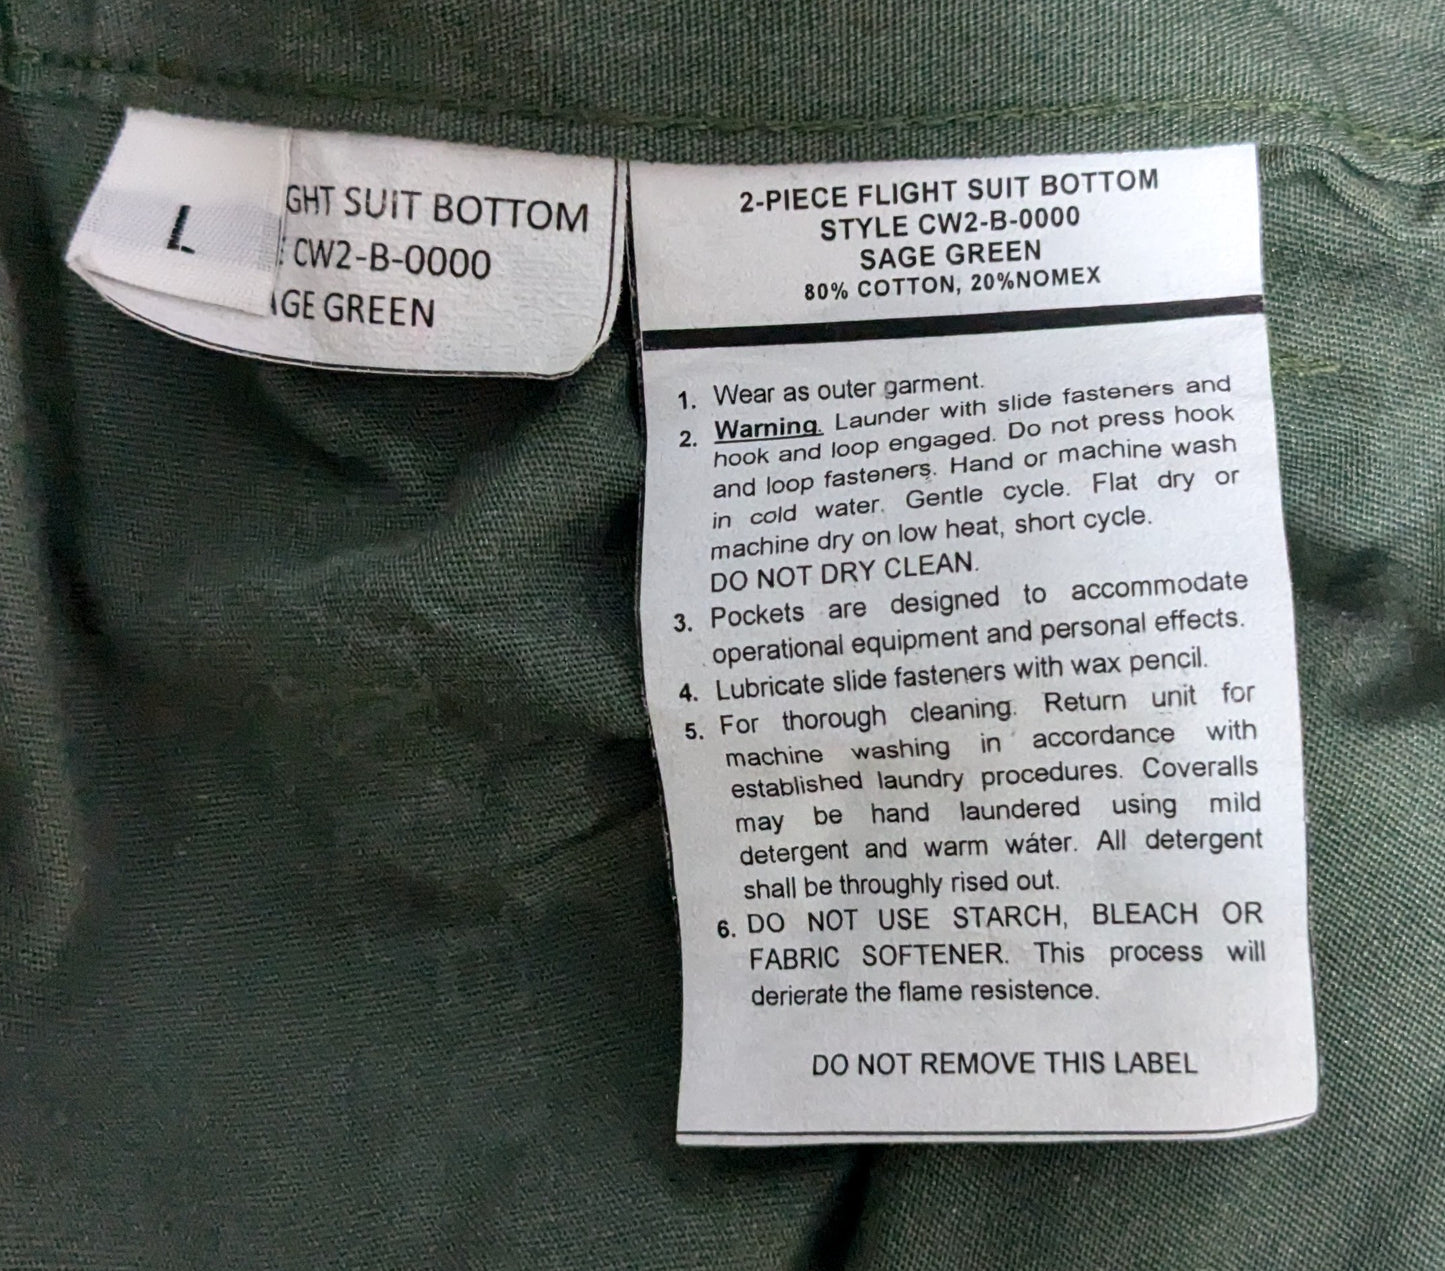 L
GHT SUIT BOTTOM
: CW2-B-0000
GE GREEN
2-PIECE FLIGHT SUIT BOTTOM
STYLE CW2-B-0000
SAGE GREEN
80% COTTON, 20%NOMEX
1. Wear as outer garment.
2. Warning. Launder with slide fasteners and
hook and loop engaged. Do not press hook
and loop fasteners. Hand or machine wash
in cold water. Gentle cycle. Flat dry or
machine dry on low heat, short cycle.
DO NOT DRY CLEAN.
3. Pockets are designed to accommodate
operational equipment and personal effects.
4. Lubricate slide fasteners with wax pencil.
5. For thorough cleaning. Return unit for
machine washing in accordance with
established laundry procedures. Coveralls
may be hand laundered using mild
detergent and warm water. All detergent
shall be throughly rised out.
6. DO NOT USE STARCH, BLEACH OR
FABRIC SOFTENER. This process will
derierate the flame resistence.
DO NOT REMOVE THIS LABEL